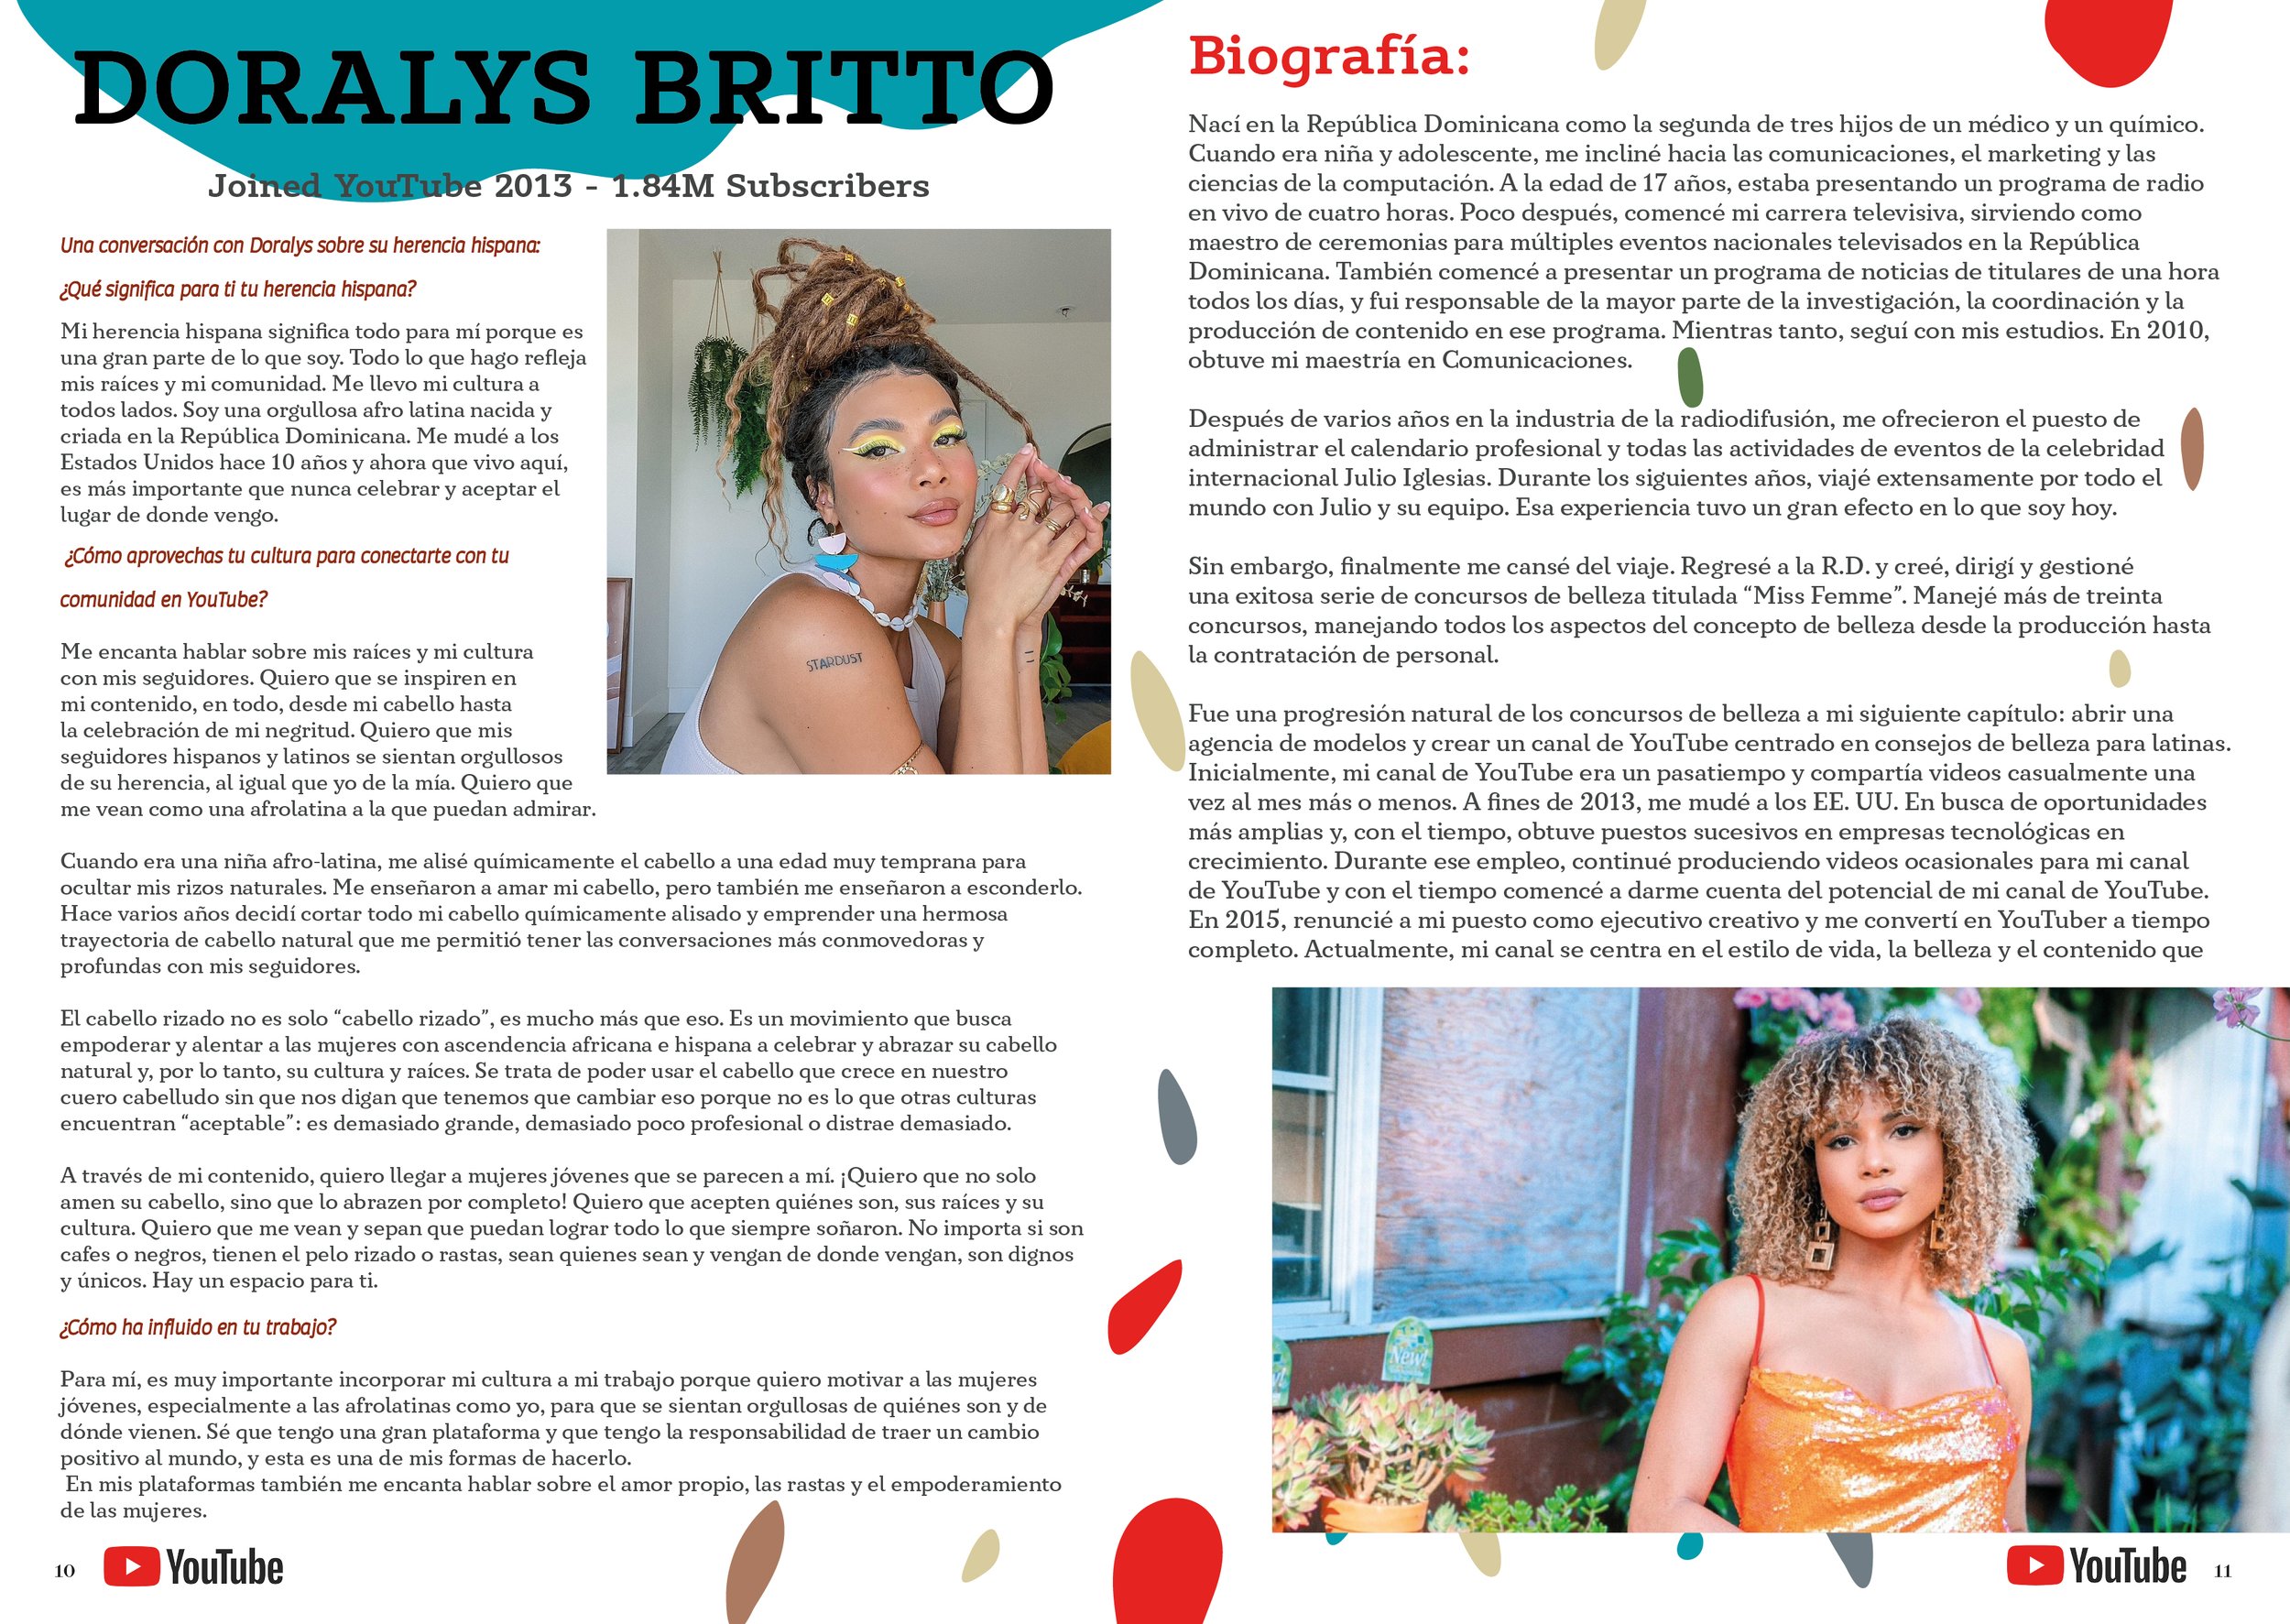 DORALYS BRITTO
Joined YouTube 2013 - 1.84M Subscribers
Una conversación con Doralys sobre su herencia hispana:
¿Qué significa para ti tu herencia hispana?
Mi herencia hispana significa todo para mí porque es
una gran parte de lo que soy. Todo lo que hago refleja
mis raíces y mi comunidad. Me llevo mi cultura a
todos lados. Soy una orgullosa afro latina nacida y
criada en la República Dominicana. Me mudé a los
Estados Unidos hace 10 años y ahora que vivo aquí,
es más importante que nunca celebrar y aceptar el
lugar de donde vengo.
¿Cómo aprovechas tu cultura para conectarte con tu
comunidad en YouTube?
Me encanta hablar sobre mis raíces y mi cultura
con mis seguidores. Quiero que se inspiren en
mi contenido, en todo, desde mi cabello hasta
la celebración de mi negritud. Quiero que mis
seguidores hispanos y latinos se sientan orgullosos
de su herencia, al igual que yo de la mía. Quiero que
me vean como una afrolatina a la que puedan admirar.
Cuando era una niña afro-latina, me alisé químicamente el cabello a una edad muy temprana para
ocultar mis rizos naturales. Me enseñaron a amar mi cabello, pero también me enseñaron a esconderlo.
Hace varios años decidí cortar todo mi cabello químicamente alisado y emprender una hermosa
trayectoria de cabello natural que me permitió tener las conversaciones más conmovedoras y
profundas con mis seguidores.
El cabello rizado no es solo “cabello rizado”, es mucho más que eso. Es un movimiento que busca
empoderar y alentar a las mujeres con ascendencia africana e hispana a celebrar y abrazar su cabello
natural y, por lo tanto, su cultura y raíces. Se trata de poder usar el cabello que crece en nuestro
cuero cabelludo sin que nos digan que tenemos que cambiar eso porque no es lo que otras culturas
encuentran “aceptable”: es demasiado grande, demasiado poco profesional o distrae demasiado.
A través de mi contenido, quiero llegar a mujeres jóvenes que se parecen a mí. ¡Quiero que no solo
amen su cabello, sino que lo abrazen por completo! Quiero que acepten quiénes son, sus raíces y su
cultura. Quiero que me vean y sepan que puedan lograr todo lo que siempre soñaron. No importa si son
cafes o negros, tienen el pelo rizado o rastas, sean quienes sean y vengan de donde vengan, son dignos
y únicos. Hay un espacio para ti.
¿Cómo ha influido en tu trabajo?
Para mí, es muy importante incorporar mi cultura a mi trabajo porque quiero motivar a las mujeres
jóvenes, especialmente a las afrolatinas como yo, para que se sientan orgullosas de quiénes son y de
dónde vienen. Sé que tengo una gran plataforma y que tengo la responsabilidad de traer un cambio
positivo al mundo, y esta es una de mis formas de hacerlo.
En mis plataformas también me encanta hablar sobre el amor propio, las rastas y el empoderamiento
de las mujeres.
STARDUST
10 YouTube
Biografía:
Nací en la República Dominicana como la segunda de tres hijos de un médico y un químico.
Cuando era niña y adolescente, me incliné hacia las comunicaciones, el marketing y las
ciencias de la computación. A la edad de 17 años, estaba presentando un programa de radio
en vivo de cuatro horas. Poco después, comencé mi carrera televisiva, sirviendo como
maestro de ceremonias para múltiples eventos nacionales televisados en la República
Dominicana. También comencé a presentar un programa de noticias de titulares de una hora
todos los días, y fui responsable de la mayor parte de la investigación, la coordinación y la
producción de contenido en ese programa. Mientras tanto, seguí con mis estudios. En 2010,
obtuve mi maestría en Comunicaciones.
Después de varios años en la industria de la radiodifusión, me ofrecieron el puesto de
administrar el calendario profesional y todas las actividades de eventos de la celebridad
internacional Julio Iglesias. Durante los siguientes años, viajé extensamente por todo el
mundo con Julio y su equipo. Esa experiencia tuvo un gran efecto en lo que soy hoy.
Sin embargo, finalmente me cansé del viaje. Regresé a la R.D. y creé, dirigí y gestioné
una exitosa serie de concursos de belleza titulada “Miss Femme”. Manejé más de treinta
concursos, manejando todos los aspectos del concepto de belleza desde la producción hasta
la contratación de personal.
Fue una progresión natural de los concursos de belleza a mi siguiente capítulo: abrir una
agencia de modelos y crear un canal de YouTube centrado en consejos de belleza para latinas.
Inicialmente, mi canal de YouTube era un pasatiempo y compartía videos casualmente una
vez al mes más o menos. A fines de 2013, me mudé a los EE. UU. En busca de oportunidades
más amplias y, con el tiempo, obtuve puestos sucesivos en empresas tecnológicas en
crecimiento. Durante ese empleo, continué produciendo videos ocasionales para mi canal
de YouTube y con el tiempo comencé a darme cuenta del potencial de mi canal de YouTube.
En 2015, renuncié a mi puesto como ejecutivo creativo y me convertí en YouTuber a tiempo
completo. Actualmente, mi canal se centra en el estilo de vida, la belleza y el contenido que
New!
YouTube 11